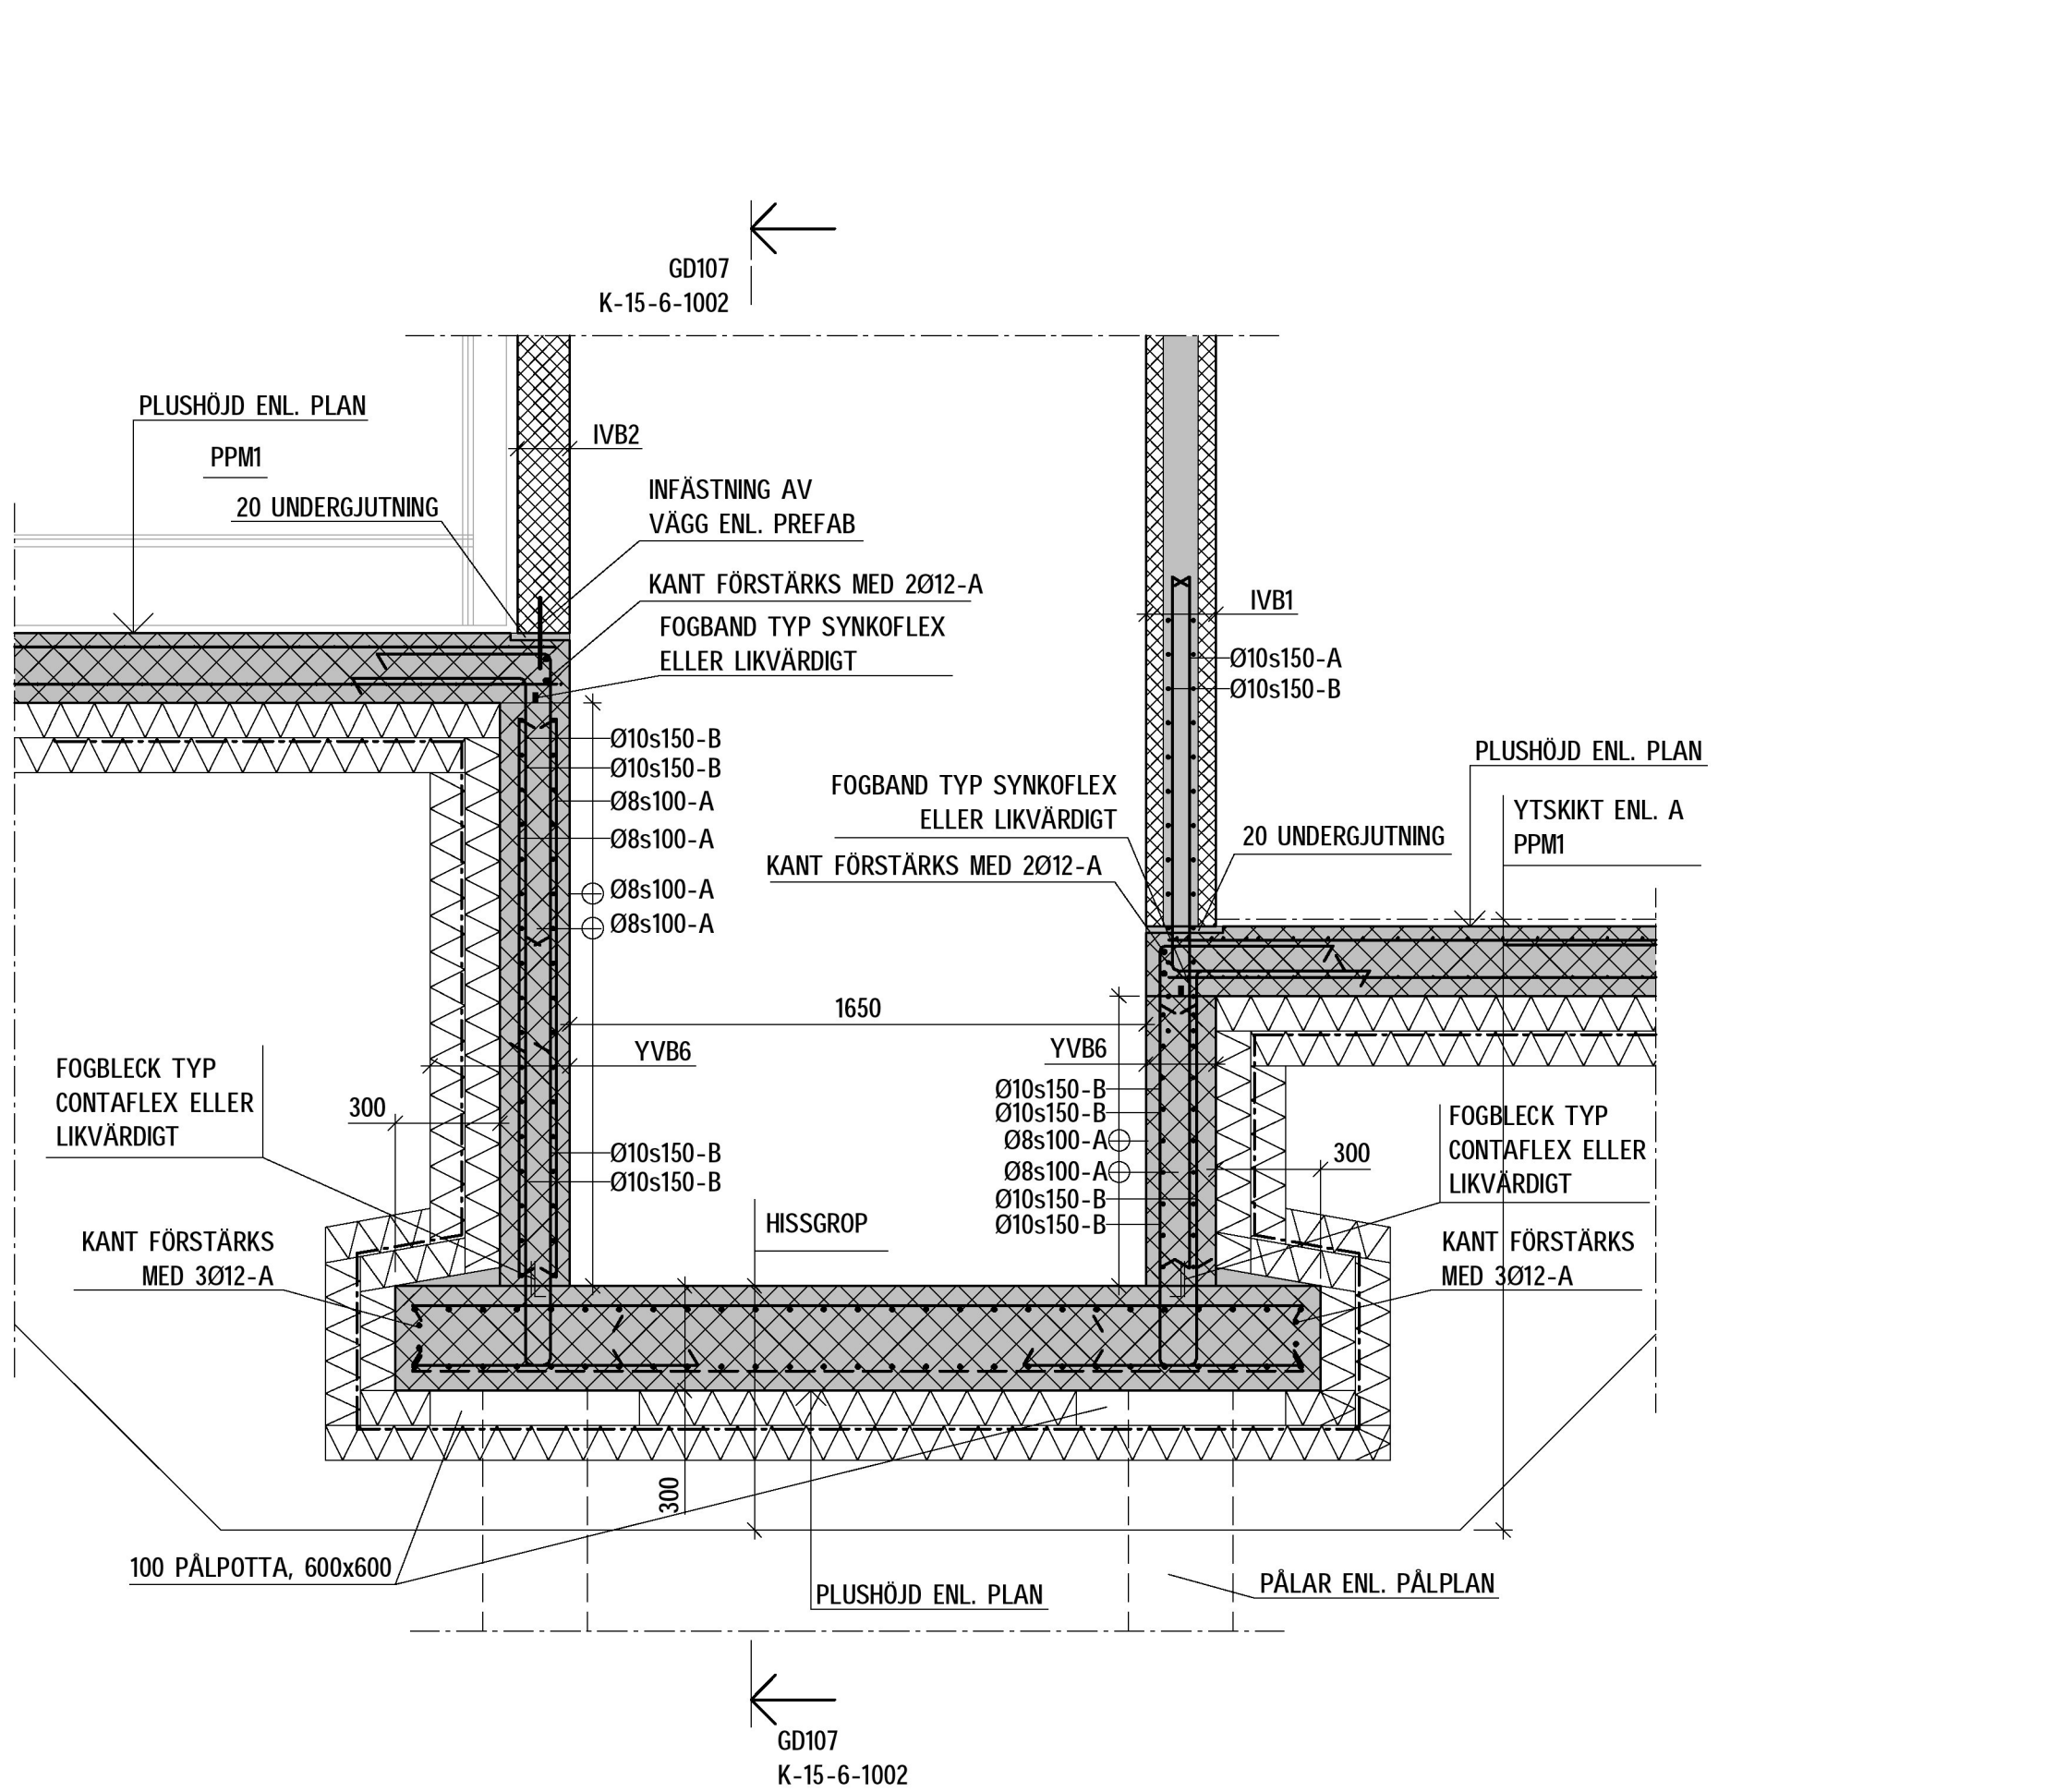 GD107
K-15-6-1002
PLUSHÖJD ENL. PLAN
PPM1
20 UNDERGJUTNING
IVB2
INFÄSTNING AV
VÄGG ENL. PREFAB
KANT FÖRSTÄRKS MED 2Ø12-A
FOGBAND TYP SYNKOFLEX
ELLER LIKVÄRDIGT
IVB1
Ø10s150-A
Ø10s150-B
Ø10s150-B
Ø10s150-B
Ø8s100-A
Ø8s100-A
Ø8s100-A
Ø8s100-A
FOGBAND TYP SYNKOFLEX
ELLER LIKVÄRDIGT
KANT FÖRSTÄRKS MED 2Ø12-A
20 UNDERGJUTNING
PLUSHÖJD ENL. PLAN
YTSKIKT ENL. A
PPM1
1650
YVB6
YVB6
FOGBLECK TYP
CONTAFLEX ELLER
LIKVÄRDIGT
300
Ø10s150-B
Ø10s150-B
Ø10s150-B
Ø10s150-B
Ø8s100-A
Ø8s100-A
Ø10s150-B
Ø10s150-B
300
FOGBLECK TYP
CONTAFLEX ELLER
LIKVÄRDIGT
KANT FÖRSTÄRKS
MED 3Ø12-A
HISSGROP
KANT FÖRSTÄRKS
MED 3Ø12-A
300
100 PÅLPOTTA, 600x600
PLUSHÖJD ENL. PLAN
PÅLAR ENL. PÅLPLAN
GD107
K-15-6-1002